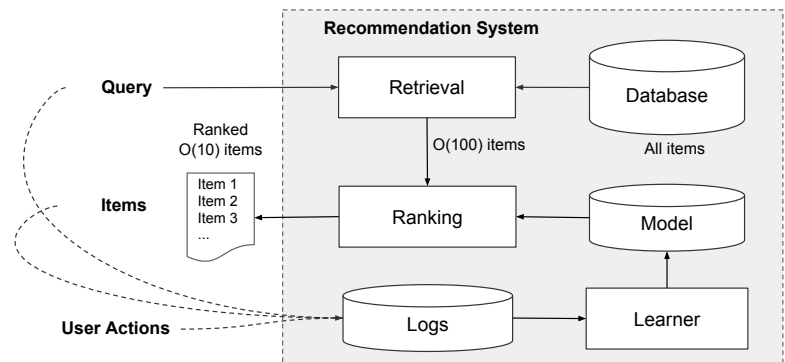 Recommendation System
Query
Retrieval
Database
Ranked
O(10) items
O(100) items
All items
Items
Item 1
Item 2
Item 3
...
Ranking
Model
User Actions
Logs
Learner